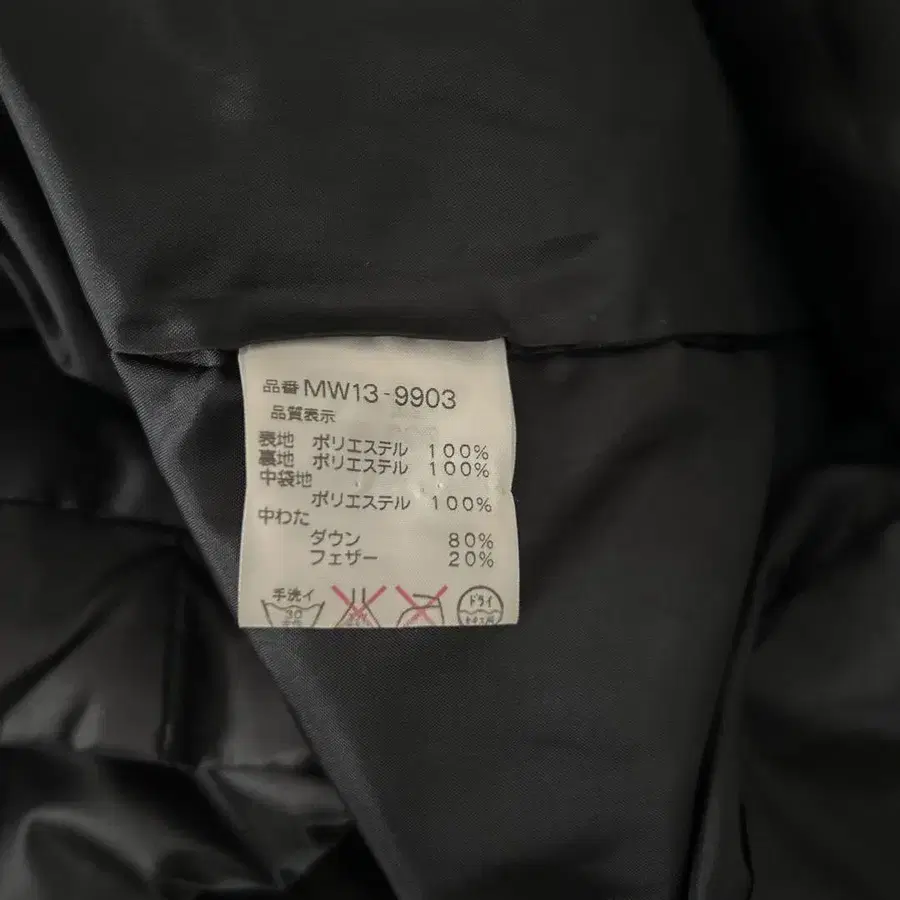 品番 MW13-9903
品質表示
表地 ポリエステル 100%
裏地 ポリエステル 100%
中袋地
ポリエステル 100%
中わた
ダウン 80%
フェザー 20%
手洗イ
30
ドライ